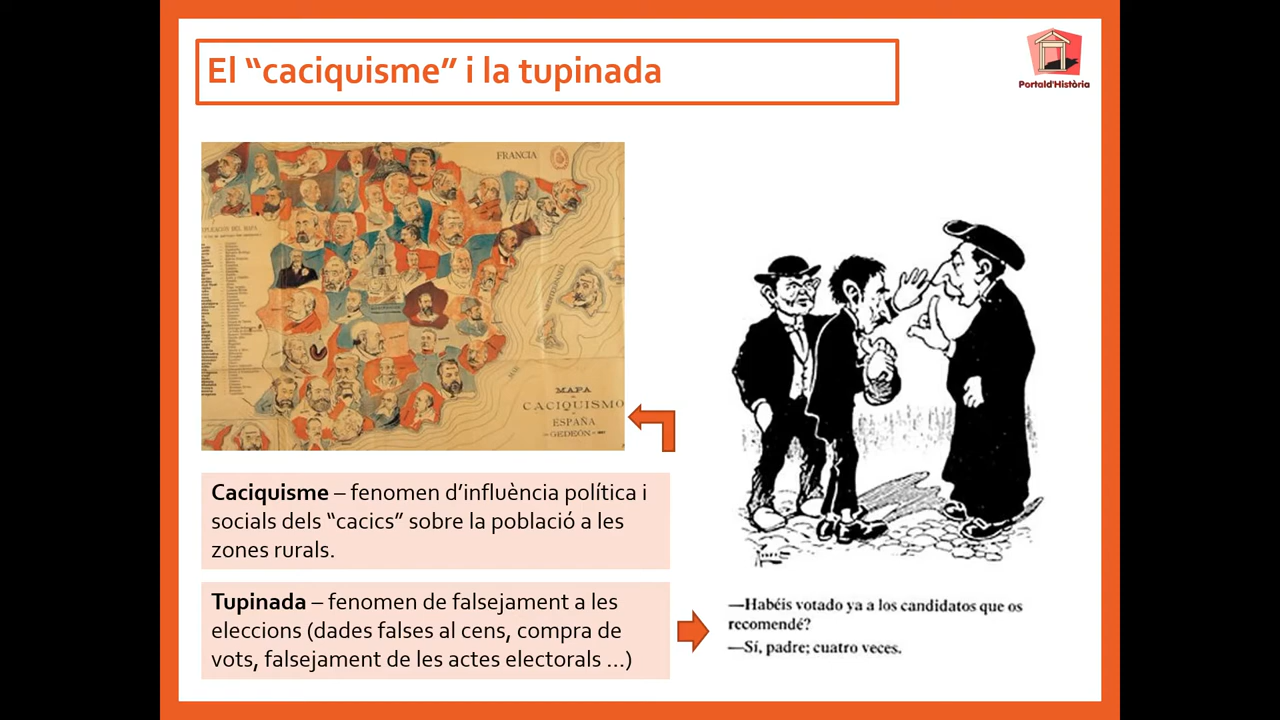 El “caciquisme” i la tupinada
Portald'Història
FRANCIA
MAPA
CACIQUISMO
ESPAÑA
GEDEÓN
Caciquisme – fenomen d’influència política i
socials dels “cacics” sobre la població a les
zones rurals.
Tupinada – fenomen de falsejament a les
eleccions (dades falses al cens, compra de
vots, falsejament de les actes electorals ...)
—Habéis votado ya a los candidatos que os
recomendé?
—Sí, padre; cuatro veces.